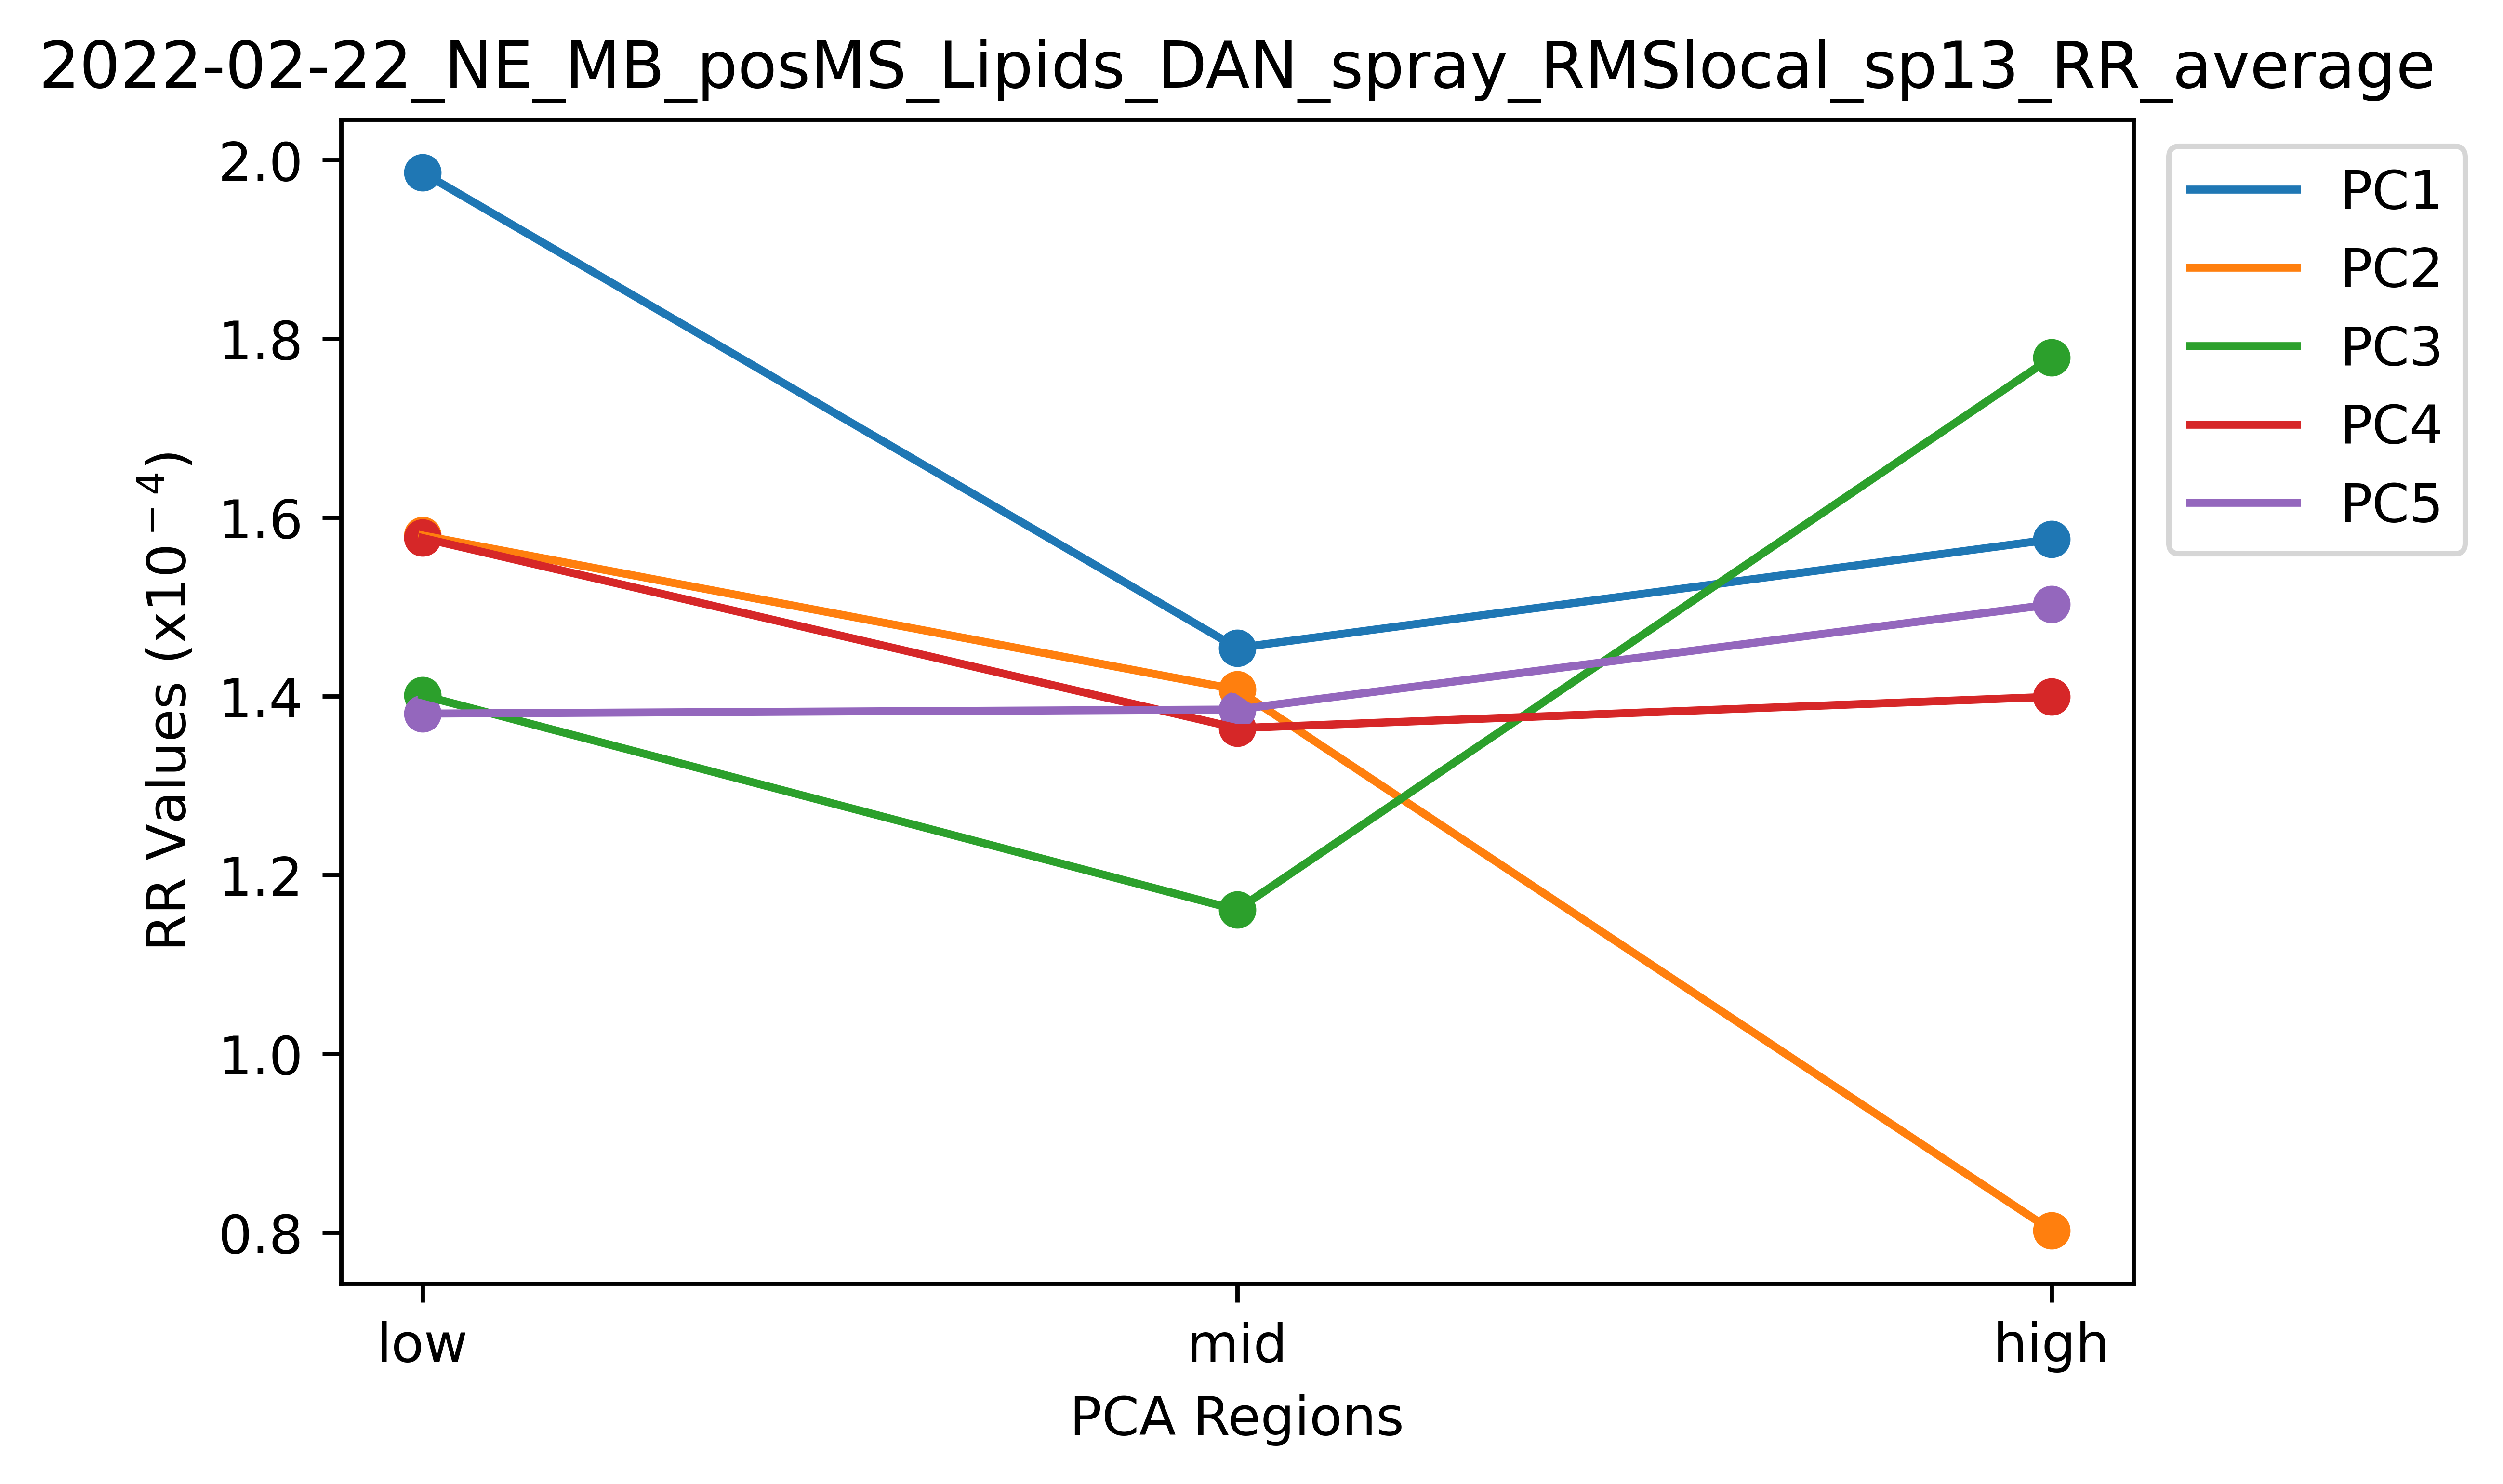 2022-02-22_NE_MB_posMS_Lipids_DAN_spray_RMSlocal_sp13_RR_average
RR Values (x10⁻⁴)
2.0
1.8
1.6
1.4
1.2
1.0
0.8
low
mid
high
PCA Regions
PC1
PC2
PC3
PC4
PC5